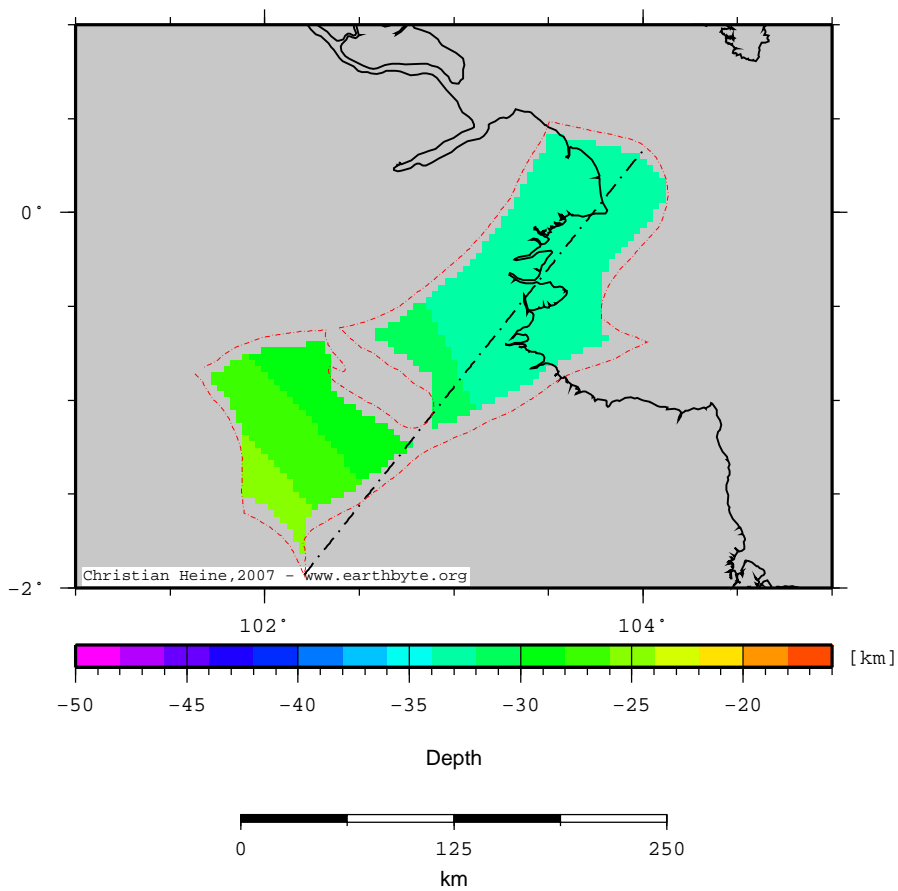 0°
−2°
Christian Heine,2007 - www.earthbyte.org
102° 104°
[km]
−50 −45 −40 −35 −30 −25 −20
Depth
0 125 250
km